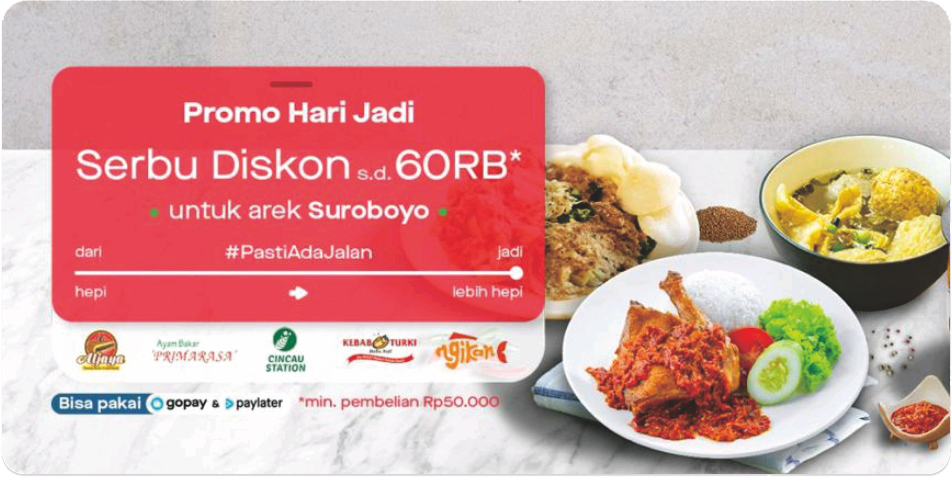 Promo Hari Jadi
Serbu Diskon s.d. 60RB*
• untuk arek Suroboyo •
dari #PastiAdaJalan jadi
hepi lebih hepi
Aljaya
Ayam Bakar
"PRIMARASA"
CINCAU
STATION
KEBAB TURKI
ngikan
Bisa pakai gopay & paylater *min. pembelian Rp50.000